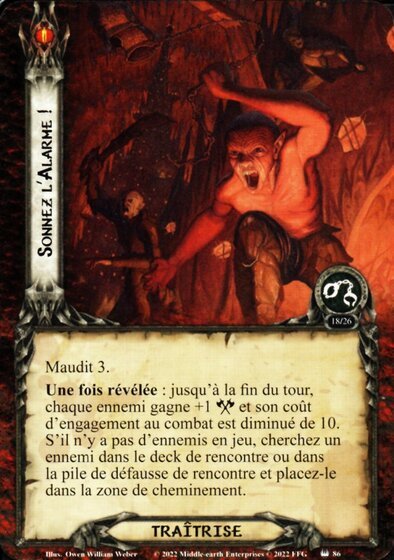 SONNEZ L'ALARME !
18/26
Maudit 3.
Une fois révélée : jusqu'à la fin du tour,
chaque ennemi gagne +1 et son coût
d'engagement au combat est diminué de 10.
S'il n'y a pas d'ennemis en jeu, cherchez un
ennemi dans le deck de rencontre ou dans
la pile de défausse de rencontre et placez-le
dans la zone de cheminement.
TRAÎTRISE
Illus. Owen William Weber © 2022 Middle-earth Enterprises © 2022 FFG 86